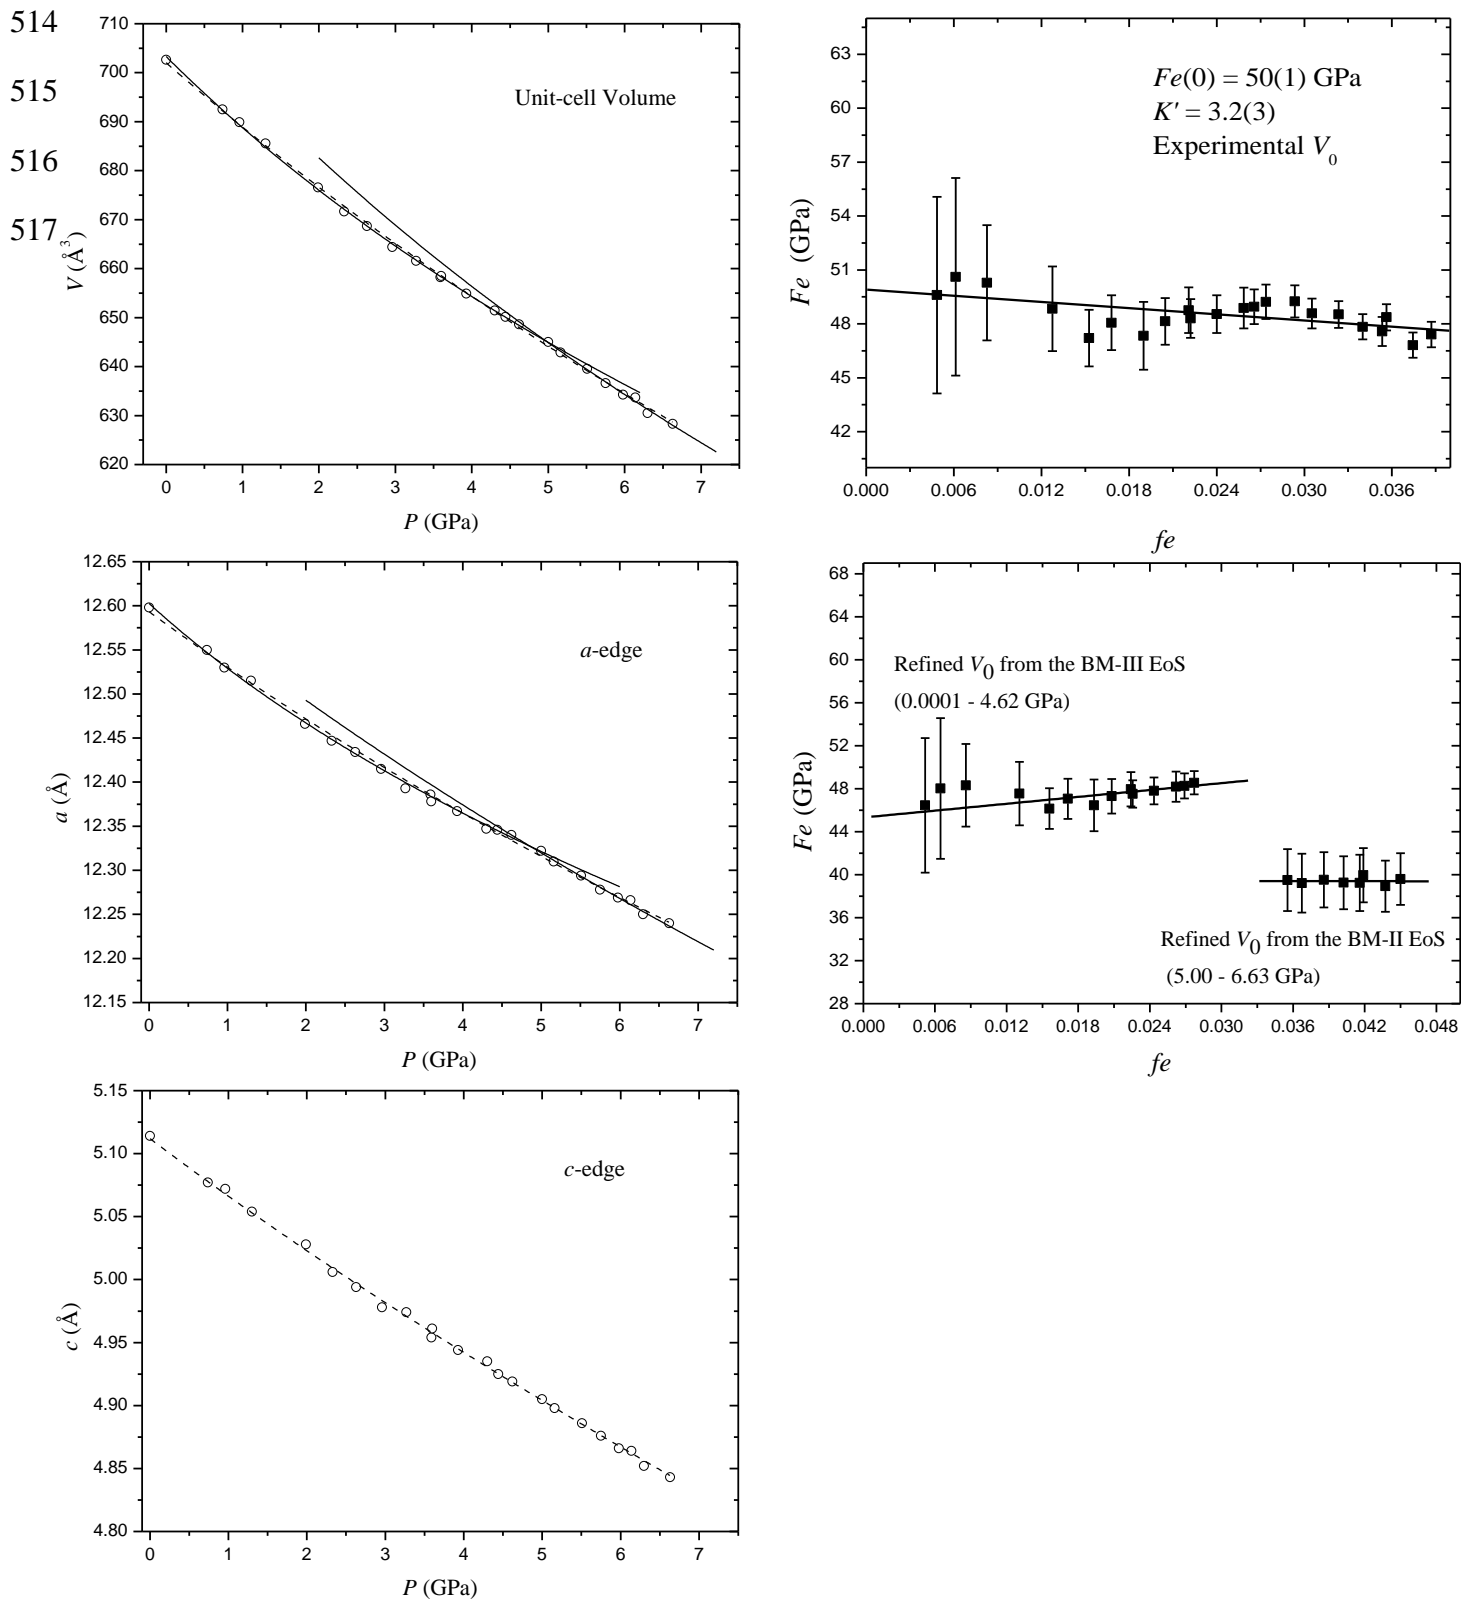 514
515
516
517
710
700
690
680
670
660
650
640
630
620
V (Å³)
Unit-cell Volume
0 1 2 3 4 5 6 7
P (GPa)
63
60
57
54
51
48
45
42
Fe (GPa)
Fe(0) = 50(1) GPa
K' = 3.2(3)
Experimental V₀
0.000 0.006 0.012 0.018 0.024 0.030 0.036
fe
12.65
12.60
12.55
12.50
12.45
12.40
12.35
12.30
12.25
12.20
12.15
a (Å)
a-edge
0 1 2 3 4 5 6 7
P (GPa)
68
64
60
56
52
48
44
40
36
32
28
Fe (GPa)
Refined V₀ from the BM-III EoS
(0.0001 - 4.62 GPa)
Refined V₀ from the BM-II EoS
(5.00 - 6.63 GPa)
0.000 0.006 0.012 0.018 0.024 0.030 0.036 0.042 0.048
fe
5.15
5.10
5.05
5.00
4.95
4.90
4.85
4.80
c (Å)
c-edge
0 1 2 3 4 5 6 7
P (GPa)